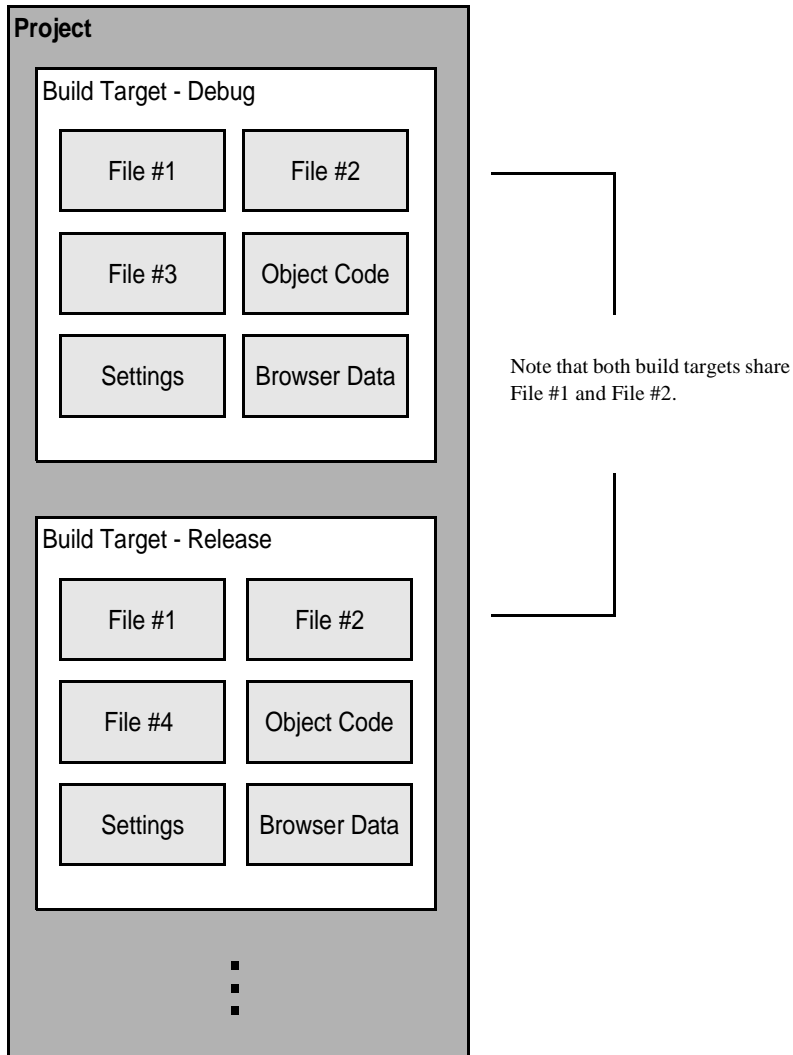 Project
Build Target - Debug
File #1
File #2
File #3
Object Code
Settings
Browser Data
Note that both build targets share
File #1 and File #2.
Build Target - Release
File #1
File #2
File #4
Object Code
Settings
Browser Data